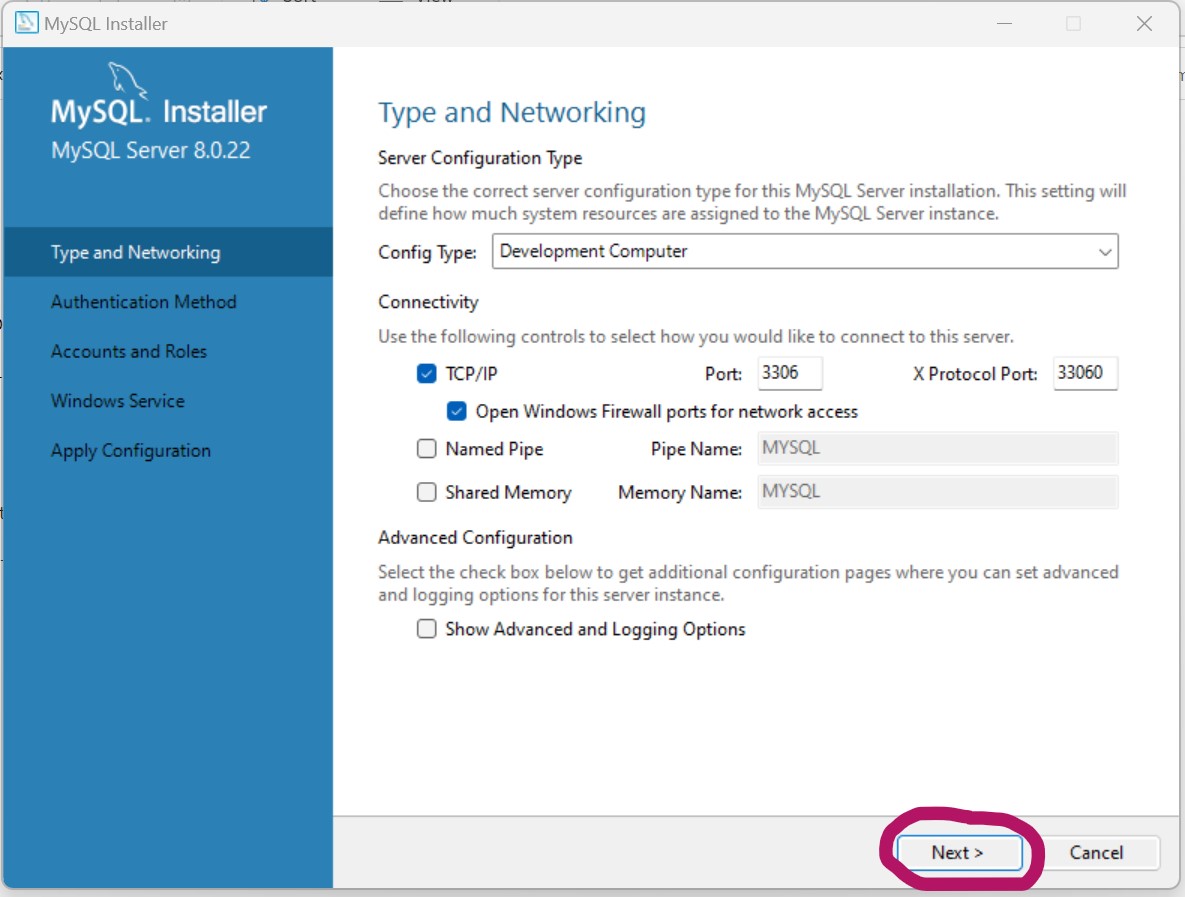 MySQL Installer
MySQL. Installer
MySQL Server 8.0.22
Type and Networking
Authentication Method
Accounts and Roles
Windows Service
Apply Configuration
Type and Networking
Server Configuration Type
Choose the correct server configuration type for this MySQL Server installation. This setting will
define how much system resources are assigned to the MySQL Server instance.
Config Type: Development Computer
Connectivity
Use the following controls to select how you would like to connect to this server.
TCP/IP Port: 3306 X Protocol Port: 33060
Open Windows Firewall ports for network access
Named Pipe Pipe Name: MYSQL
Shared Memory Memory Name: MYSQL
Advanced Configuration
Select the check box below to get additional configuration pages where you can set advanced
and logging options for this server instance.
Show Advanced and Logging Options
Next > Cancel